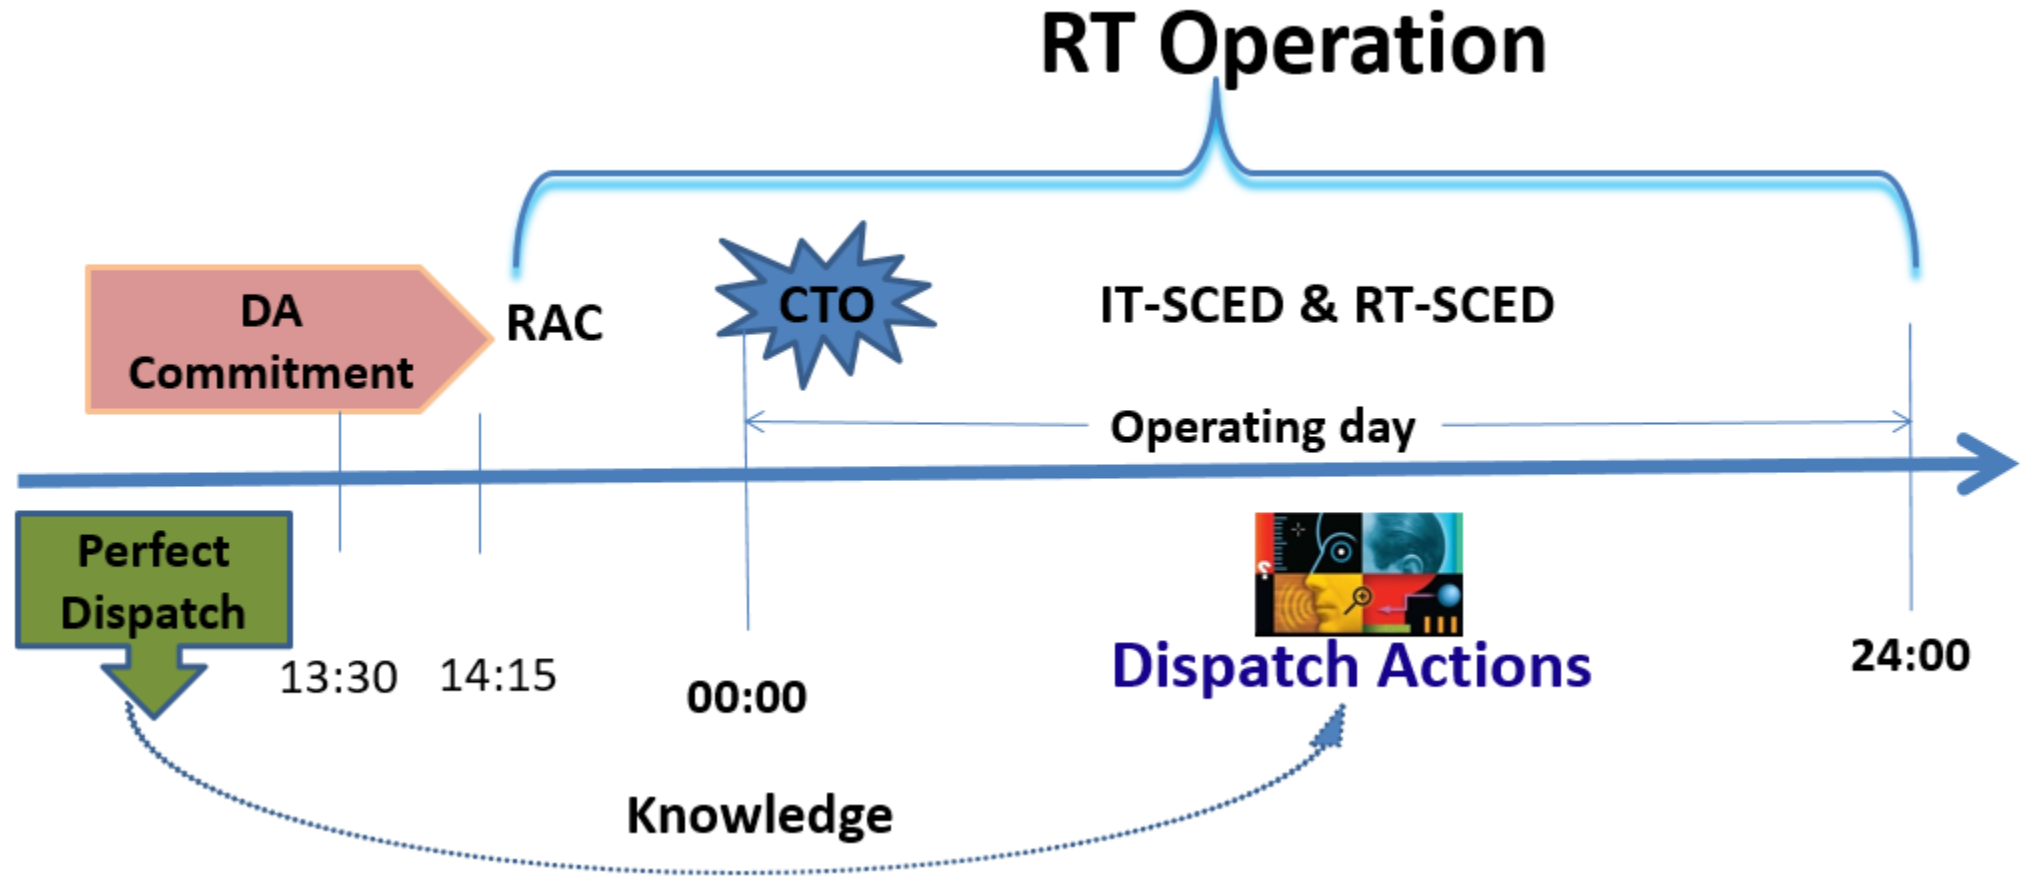 RT Operation
DA
Commitment
RAC
CTO
IT-SCED & RT-SCED
Operating day
Perfect
Dispatch
13:30
14:15
00:00
Dispatch Actions
24:00
Knowledge